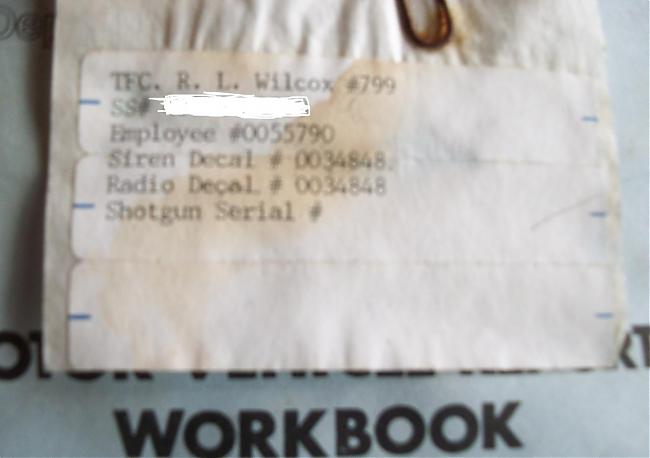 TFC. R. L. Wilcox #799
SS#
Employee #0055790
Siren Decal # 0034848.
Radio Decal # 0034848
Shotgun Serial #
WORKBOOK